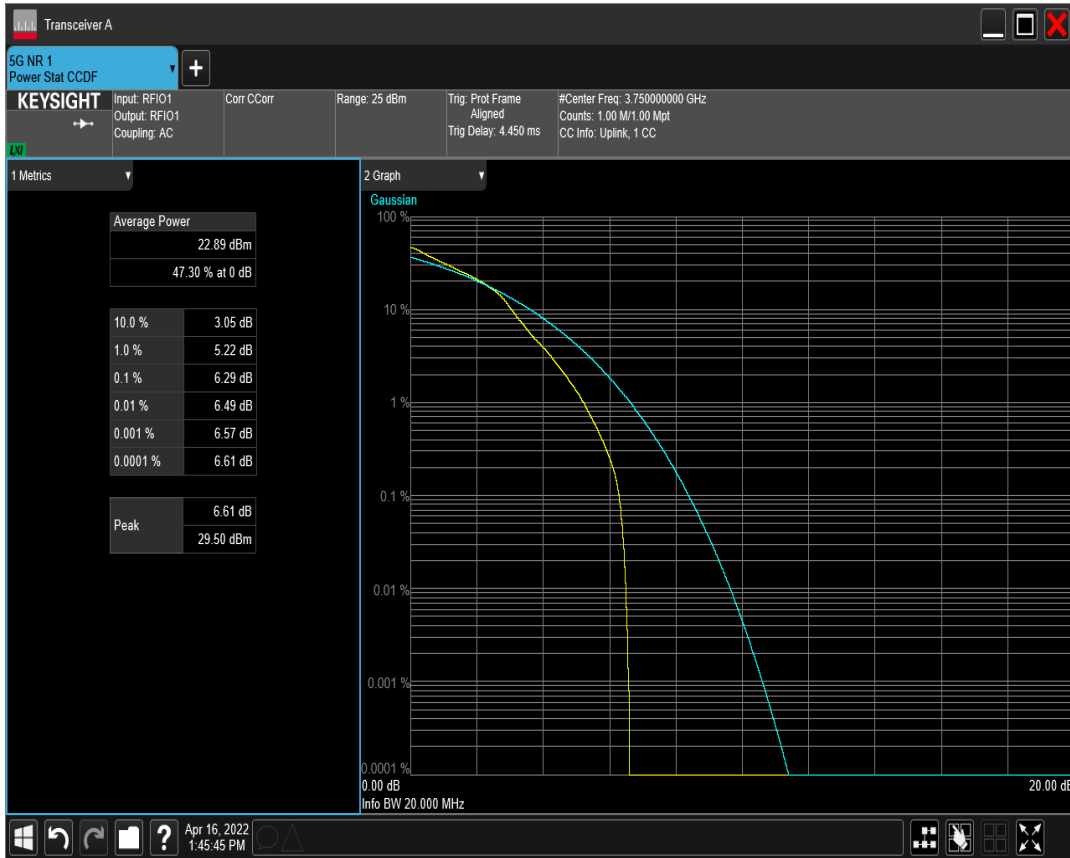 Transceiver A
5G NR 1
Power Stat CCDF
KEYSIGHT
LXI
Input: RFIO1
Output: RFIO1
Coupling: AC
Corr CCorr
Range: 25 dBm
Trig: Prot Frame
Aligned
Trig Delay: 4.450 ms
#Center Freq: 3.750000000 GHz
Counts: 1.00 M/1.00 Mpt
CC Info: Uplink, 1 CC
1 Metrics
Average Power
22.89 dBm
47.30 % at 0 dB
10.0 % 3.05 dB
1.0 % 5.22 dB
0.1 % 6.29 dB
0.01 % 6.49 dB
0.001 % 6.57 dB
0.0001 % 6.61 dB
Peak
6.61 dB
29.50 dBm
2 Graph
Gaussian
100 %
10 %
1 %
0.1 %
0.01 %
0.001 %
0.0001 %
0.00 dB 20.00 dB
Info BW 20.000 MHz
Apr 16, 2022
1:45:45 PM